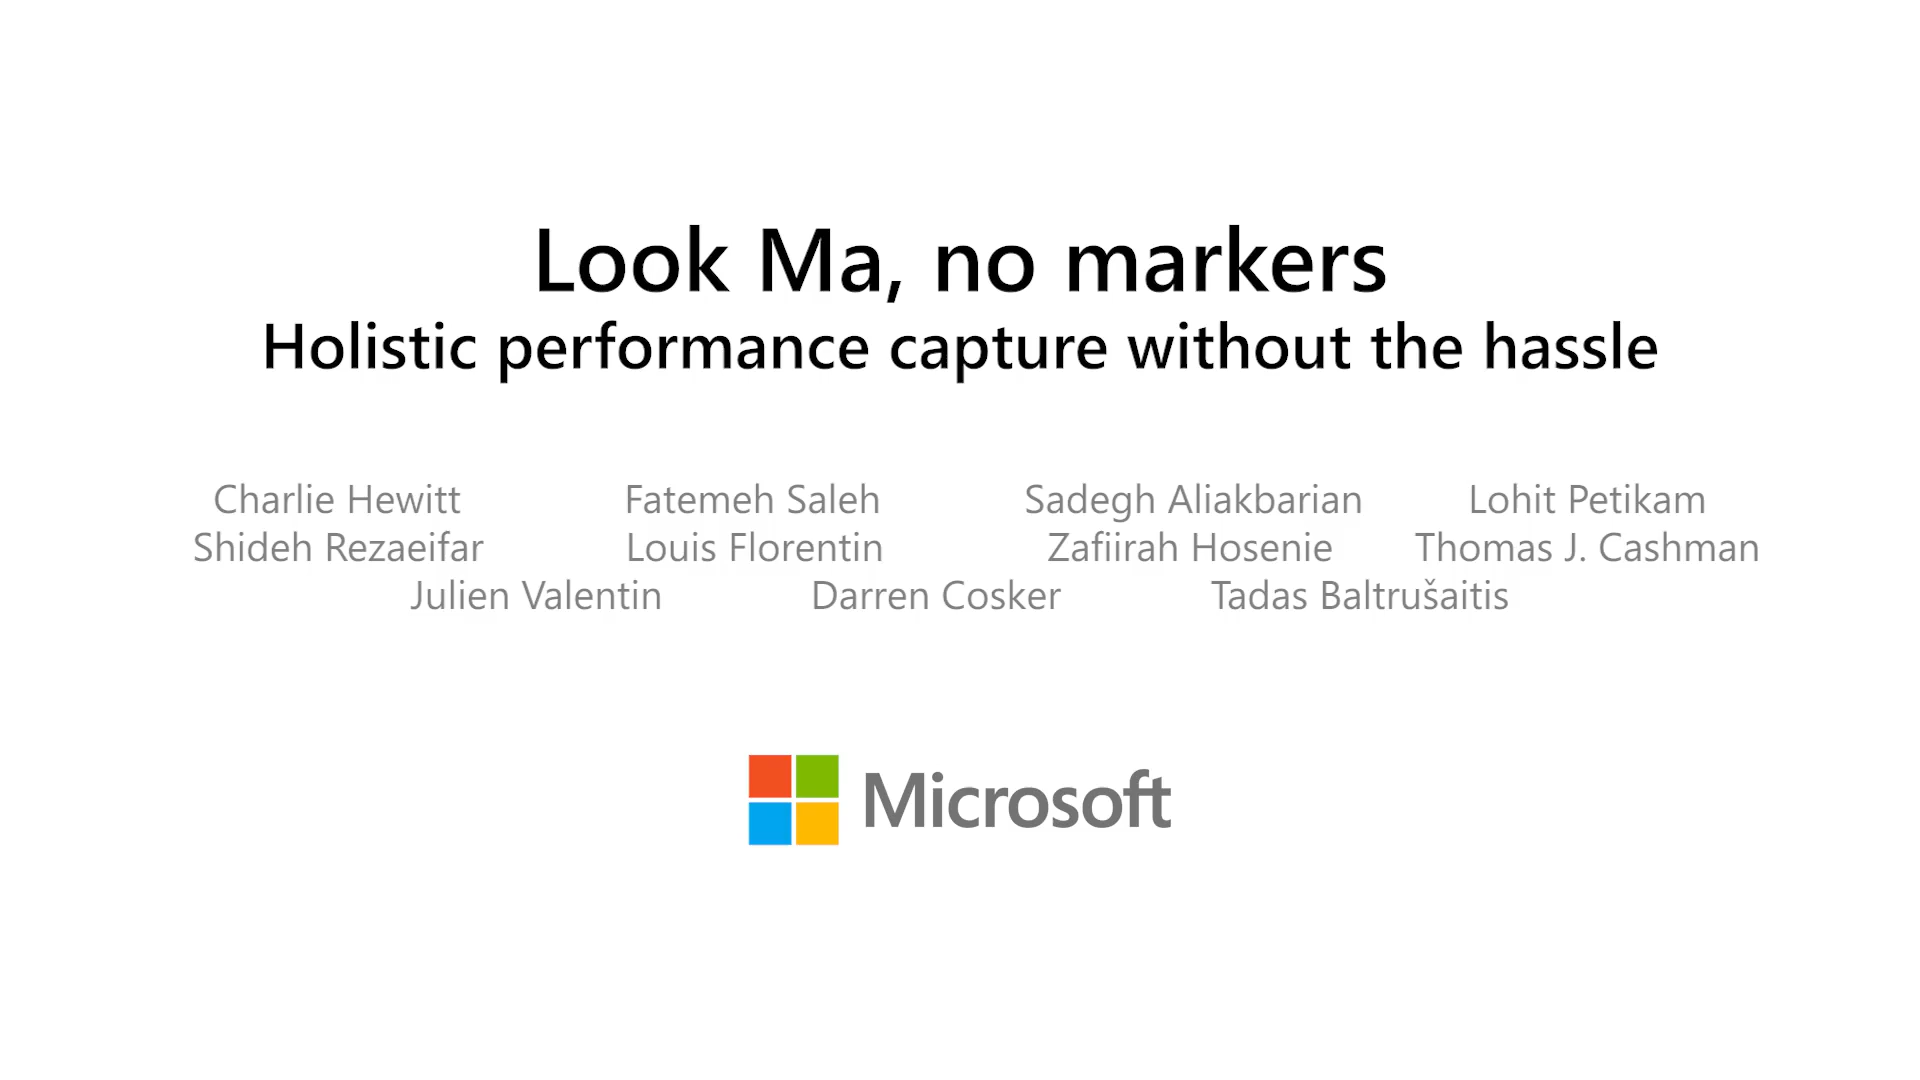 Look Ma, no markers
Holistic performance capture without the hassle
Charlie Hewitt Fatemeh Saleh Sadegh Aliakbarian Lohit Petikam
Shideh Rezaeifar Louis Florentin Zafiirah Hosenie Thomas J. Cashman
Julien Valentin Darren Cosker Tadas Baltrušaitis
Microsoft